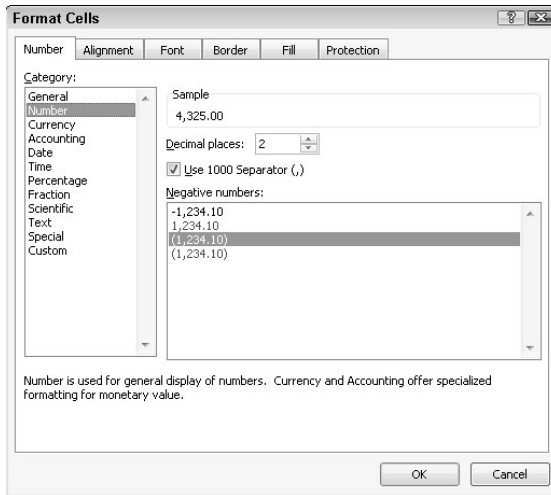 Format Cells
Number Alignment Font Border Fill Protection
Category:
General
Number
Currency
Accounting
Date
Time
Percentage
Fraction
Scientific
Text
Special
Custom
Sample
4,325.00
Decimal places: 2
Use 1000 Separator (,)
Negative numbers:
-1,234.10
1,234.10
(1,234.10)
(1,234.10)
Number is used for general display of numbers. Currency and Accounting offer specialized
formatting for monetary value.
OK Cancel